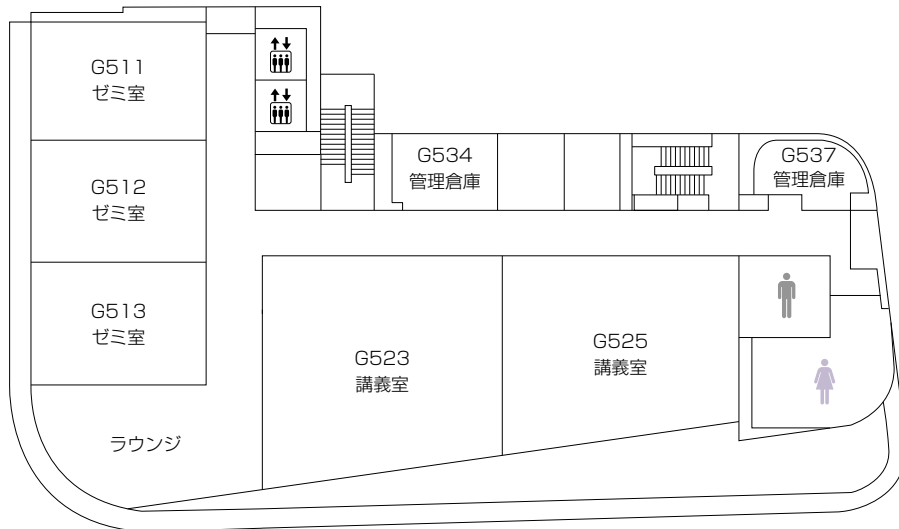 G511
ゼミ室
G512
ゼミ室
G513
ゼミ室
ラウンジ
G534
管理倉庫
G537
管理倉庫
G523
講義室
G525
講義室